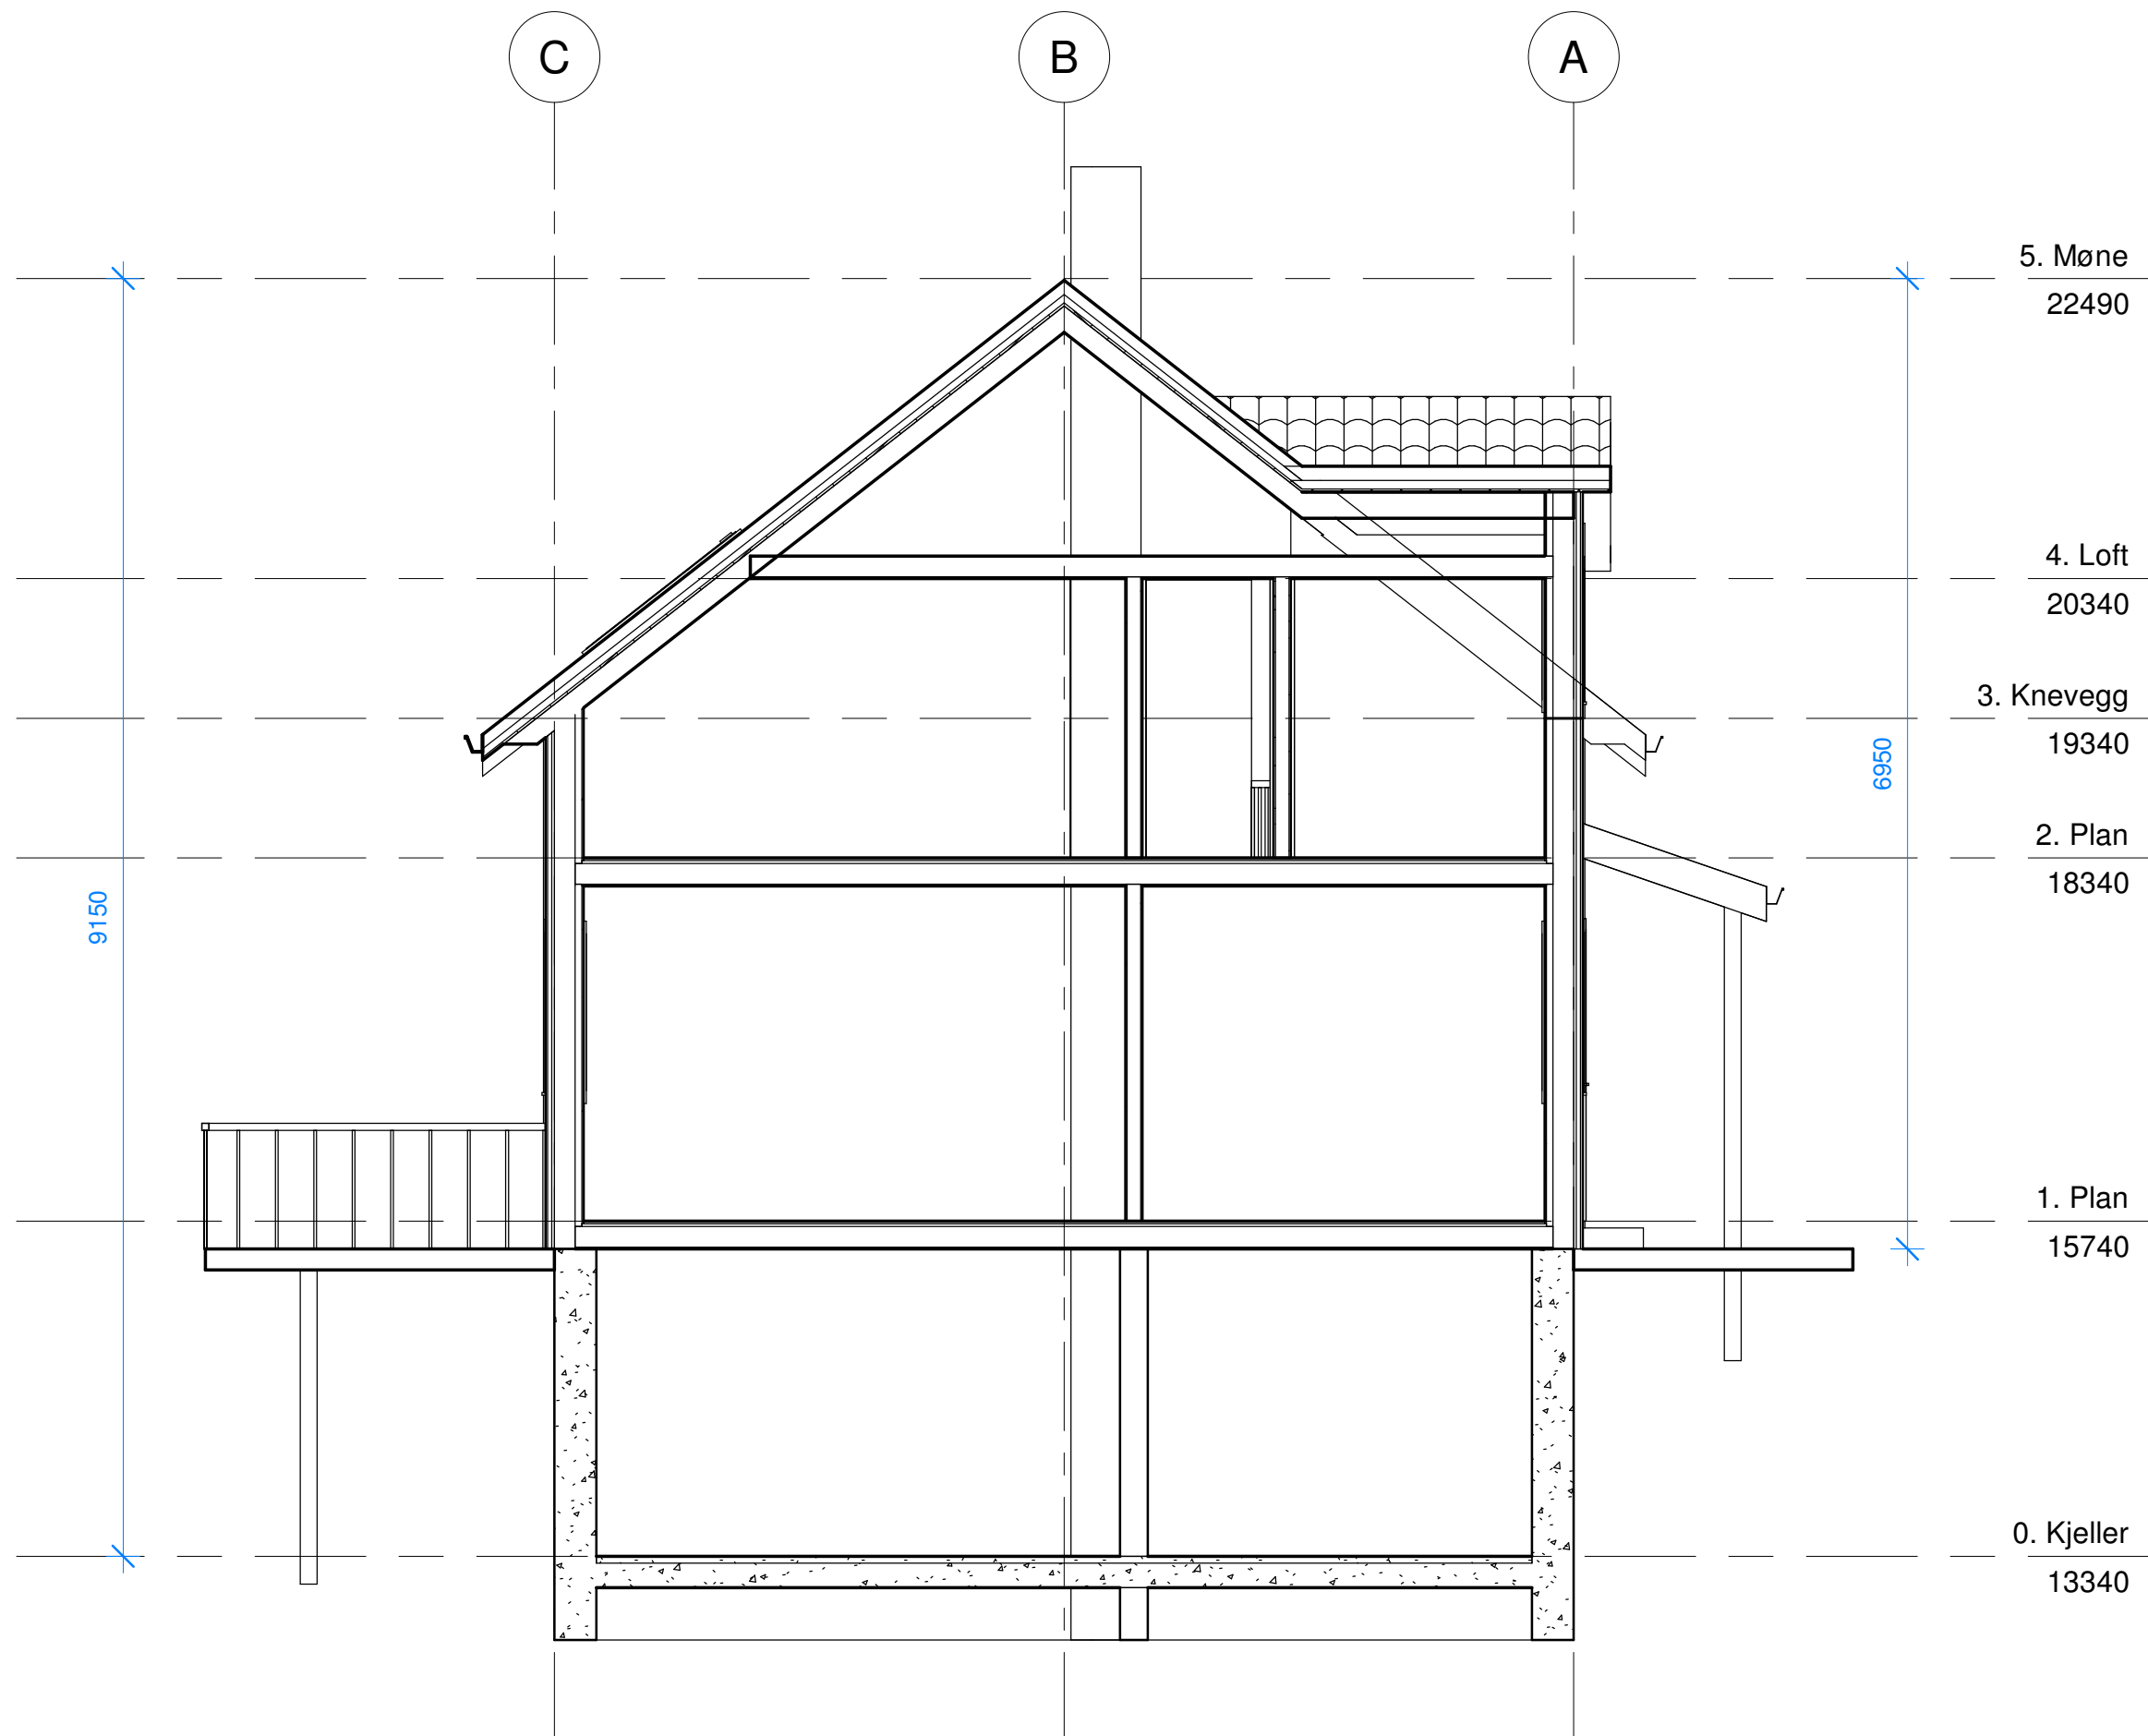 C
B
A
5. Møne
22490
4. Loft
20340
3. Knevegg
19340
6950
2. Plan
18340
9150
1. Plan
15740
0. Kjeller
13340